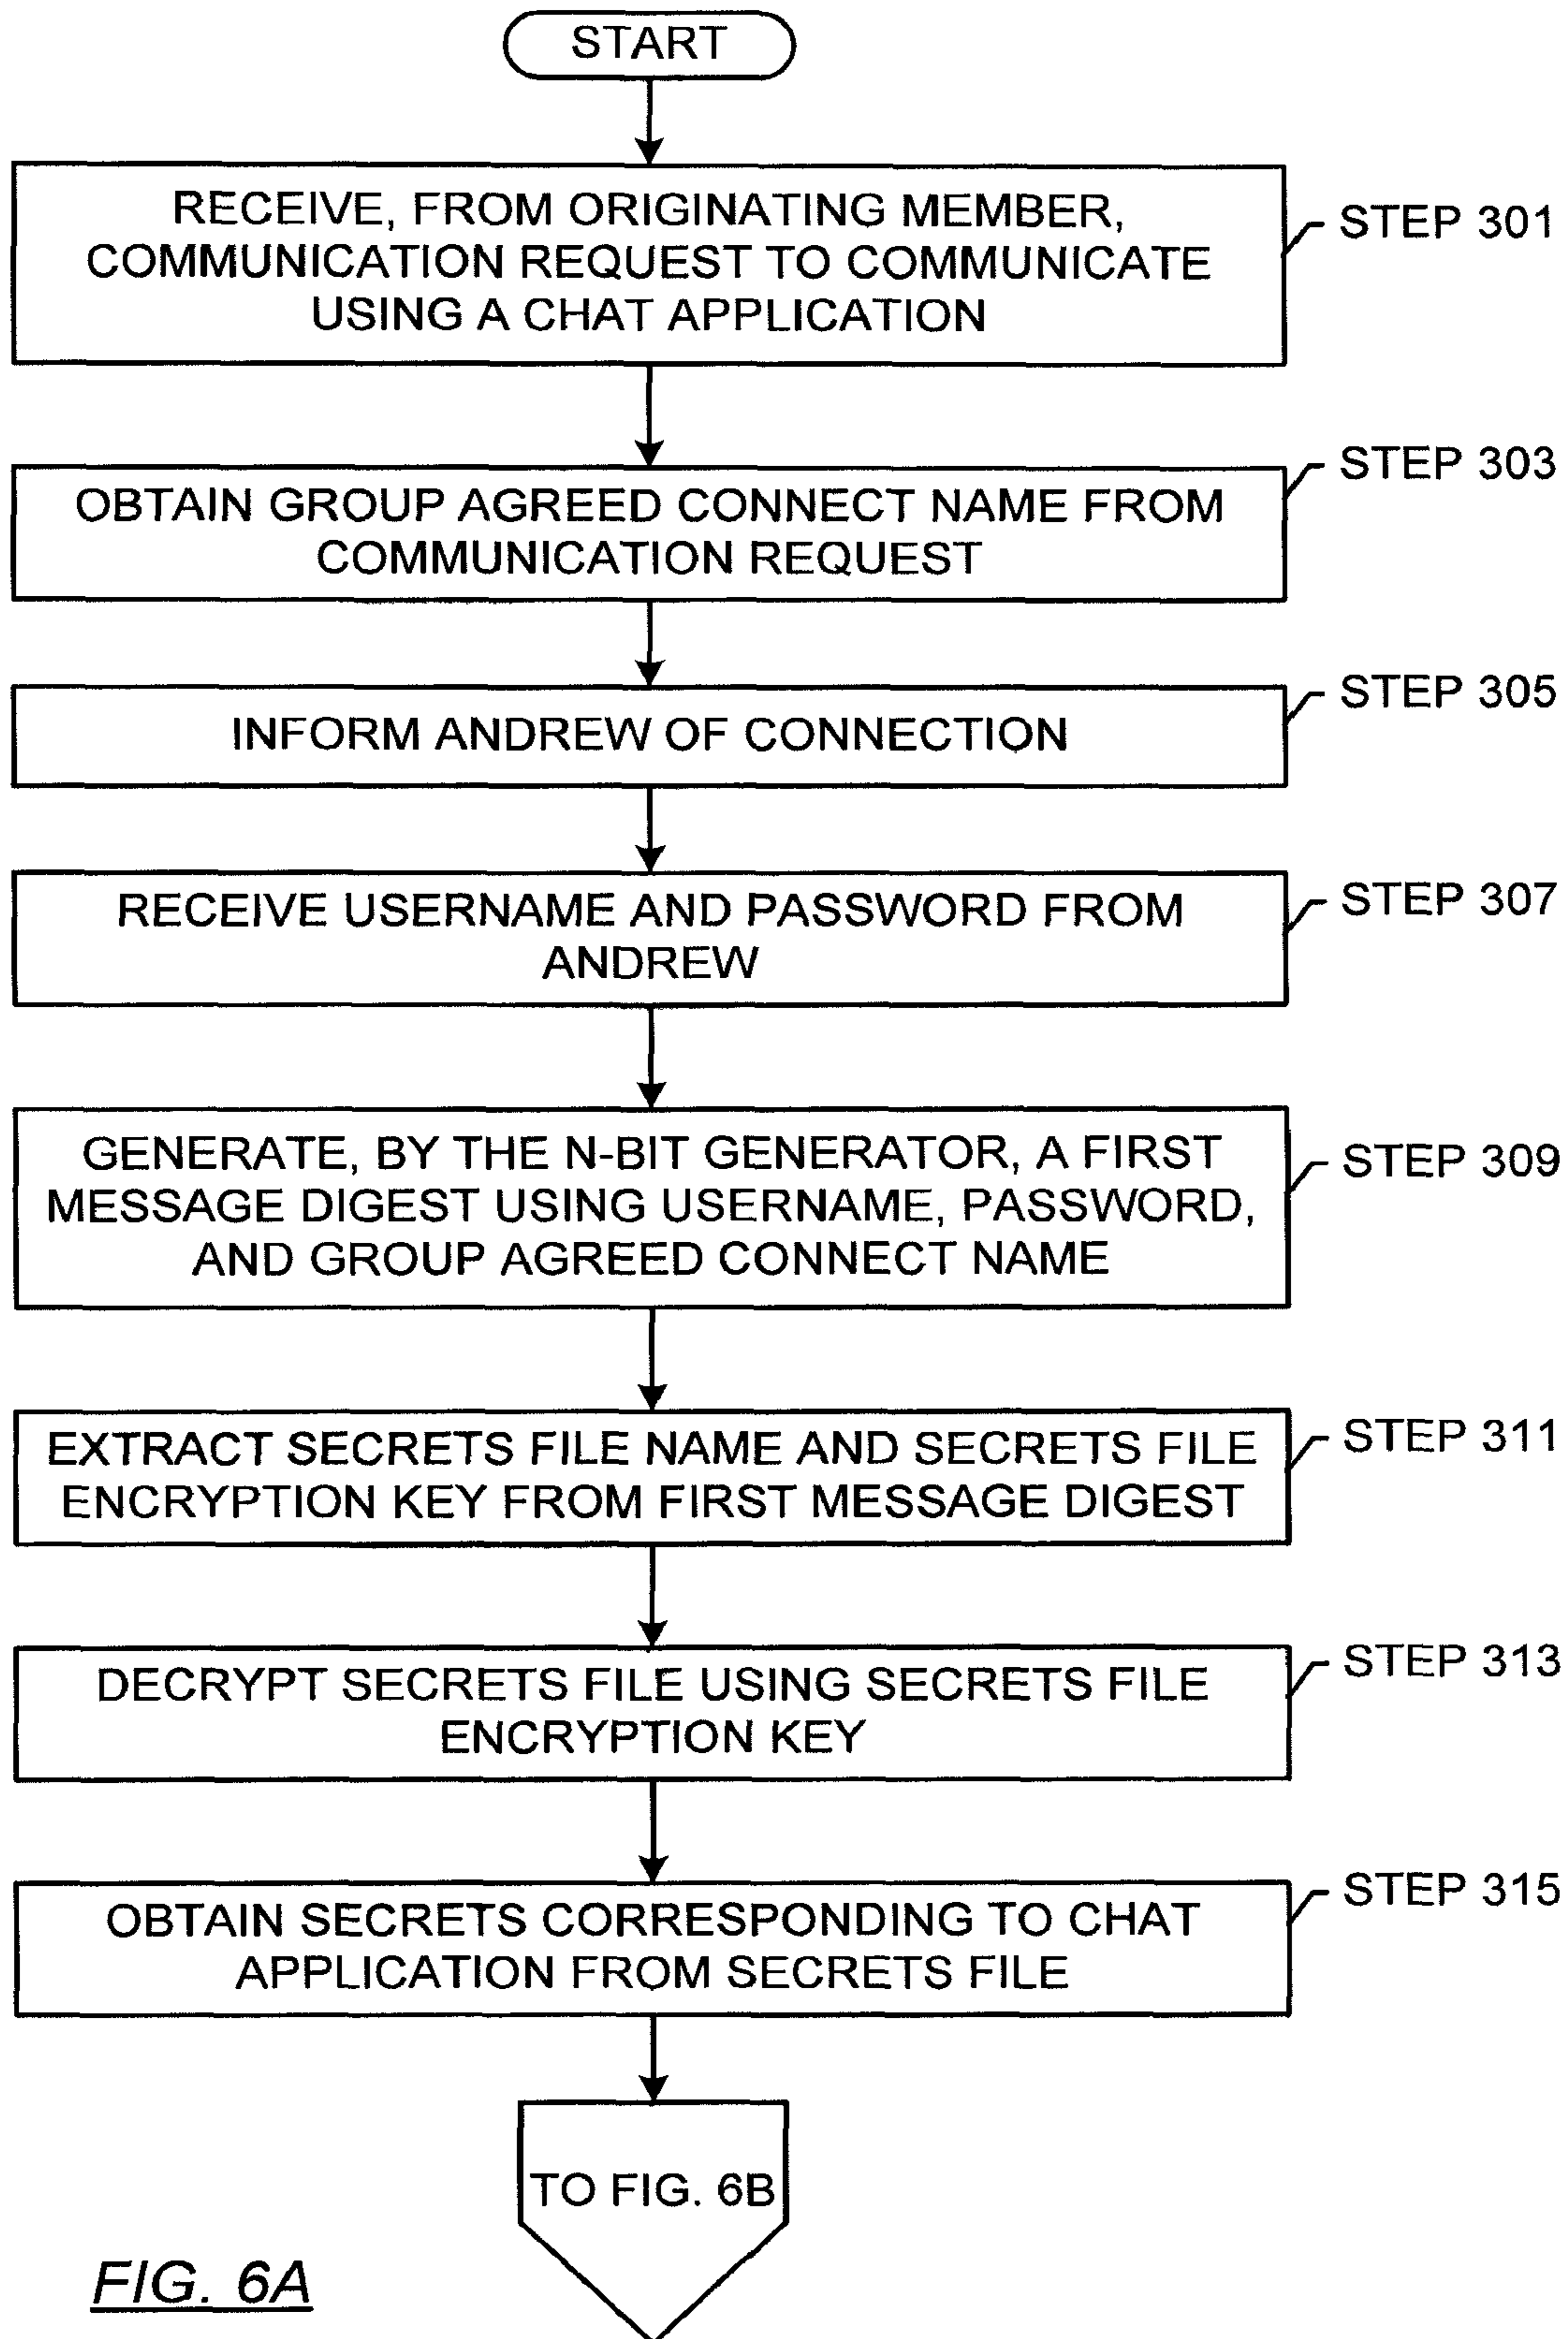 START
RECEIVE, FROM ORIGINATING MEMBER,
COMMUNICATION REQUEST TO COMMUNICATE
USING A CHAT APPLICATION
STEP 301
OBTAIN GROUP AGREED CONNECT NAME FROM
COMMUNICATION REQUEST
STEP 303
INFORM ANDREW OF CONNECTION
STEP 305
RECEIVE USERNAME AND PASSWORD FROM
ANDREW
STEP 307
GENERATE, BY THE N-BIT GENERATOR, A FIRST
MESSAGE DIGEST USING USERNAME, PASSWORD,
AND GROUP AGREED CONNECT NAME
STEP 309
EXTRACT SECRETS FILE NAME AND SECRETS FILE
ENCRYPTION KEY FROM FIRST MESSAGE DIGEST
STEP 311
DECRYPT SECRETS FILE USING SECRETS FILE
ENCRYPTION KEY
STEP 313
OBTAIN SECRETS CORRESPONDING TO CHAT
APPLICATION FROM SECRETS FILE
STEP 315
TO FIG. 6B
FIG. 6A